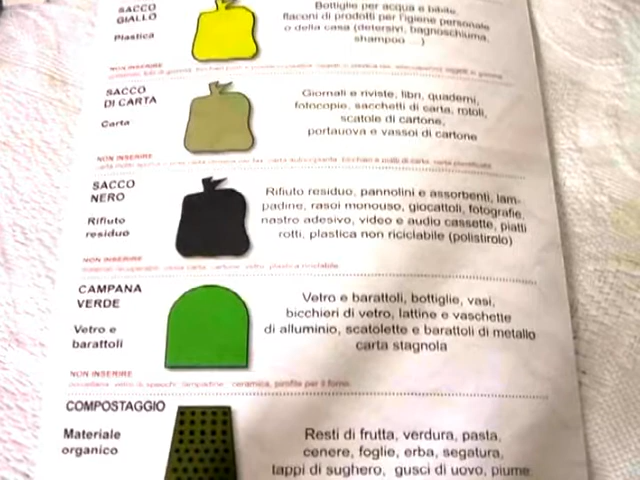 SACCO
GIALLO
Plastica
Bottiglie per acqua e bibite,
flaconi di prodotti per l'igiene personale
o della casa (detersivi, bagnoschiuma,
shampoo ...)
NON INSERIRE
SACCO
DI CARTA
Carta
Giornali e riviste, libri, quaderni,
fotocopie, sacchetti di carta, rotoli,
scatole di cartone,
portauova e vassoi di cartone
NON INSERIRE
SACCO
NERO
Rifiuto
residuo
Rifiuto residuo, pannolini e assorbenti, lam-
padine, rasoi monouso, giocattoli, fotografie,
nastro adesivo, video e audio cassette, piatti
rotti, plastica non riciclabile (polistirolo)
NON INSERIRE
CAMPANA
VERDE
Vetro e
barattoli
Vetro e barattoli, bottiglie, vasi,
bicchieri di vetro, lattine e vaschette
di alluminio, scatolette e barattoli di metallo
carta stagnola
NON INSERIRE
ceramica, pirofile per il forno
COMPOSTAGGIO
Materiale
organico
Resti di frutta, verdura, pasta,
cenere, foglie, erba, segatura,
tappi di sughero, gusci di uovo, piume